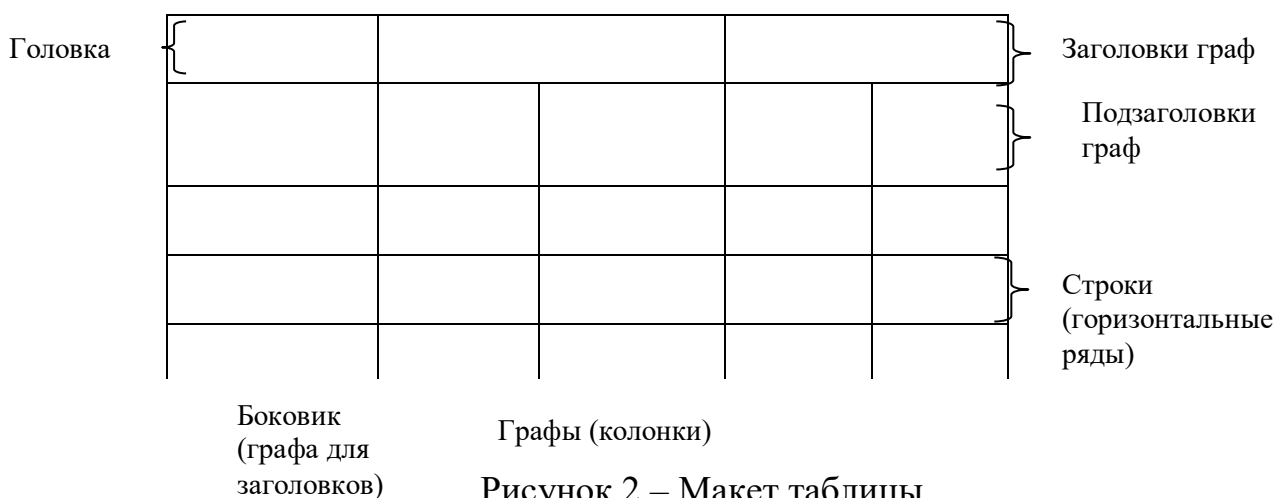 Головка
Заголовки граф
Подзаголовки
граф
Строки
(горизонтальные
ряды)
Боковик
(графа для
заголовков)
Графы (колонки)
Рисунок 2 – Макет таблицы